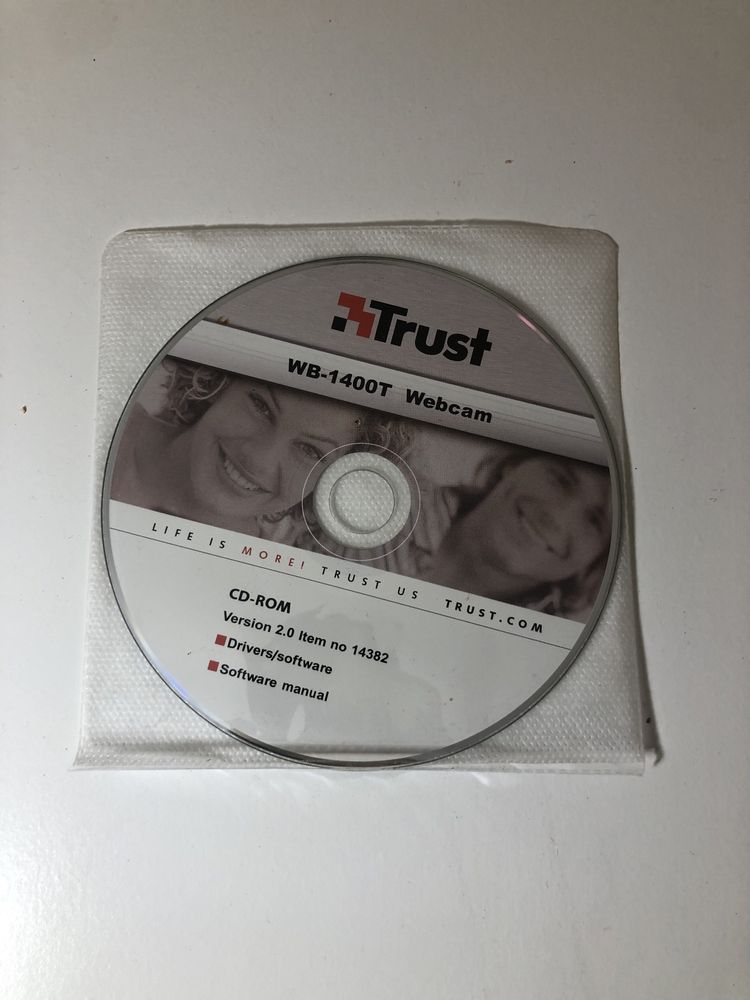 Trust
WB-1400T Webcam
LIFE IS MORE! TRUST US TRUST.COM
CD-ROM
Version 2.0 Item no 14382
Drivers/software
Software manual